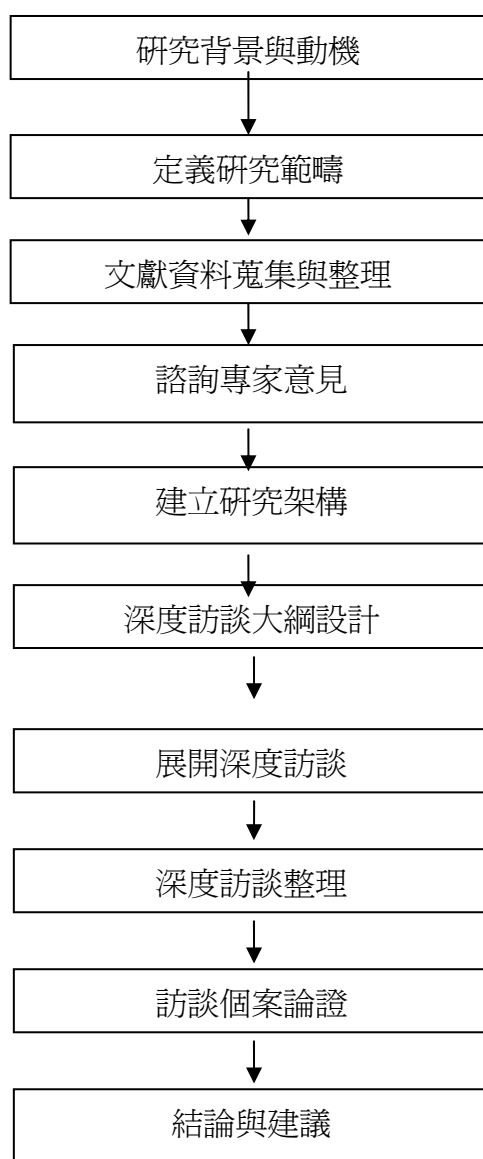 研究背景與動機
定義研究範疇
文獻資料蒐集與整理
諮詢專家意見
建立研究架構
深度訪談大綱設計
展開深度訪談
深度訪談整理
訪談個案論證
結論與建議